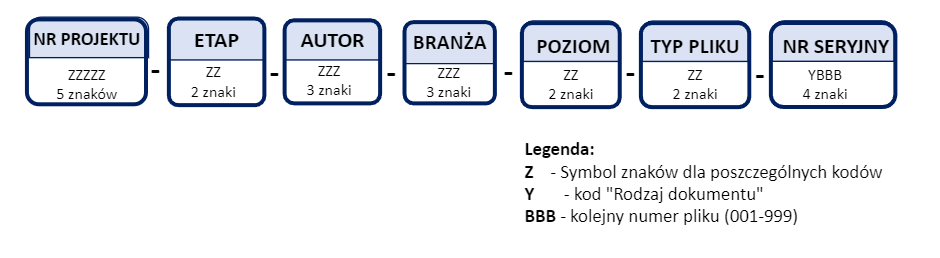 NR PROJEKTU
ZZZZZ
5 znaków
-
ETAP
ZZ
2 znaki
-
AUTOR
ZZZ
3 znaki
-
BRANŻA
ZZZ
3 znaki
-
POZIOM
ZZ
2 znaki
-
TYP PLIKU
ZZ
2 znaki
-
NR SERYJNY
YBBB
4 znaki
Legenda:
Z - Symbol znaków dla poszczególnych kodów
Y - kod "Rodzaj dokumentu"
BBB - kolejny numer pliku (001-999)